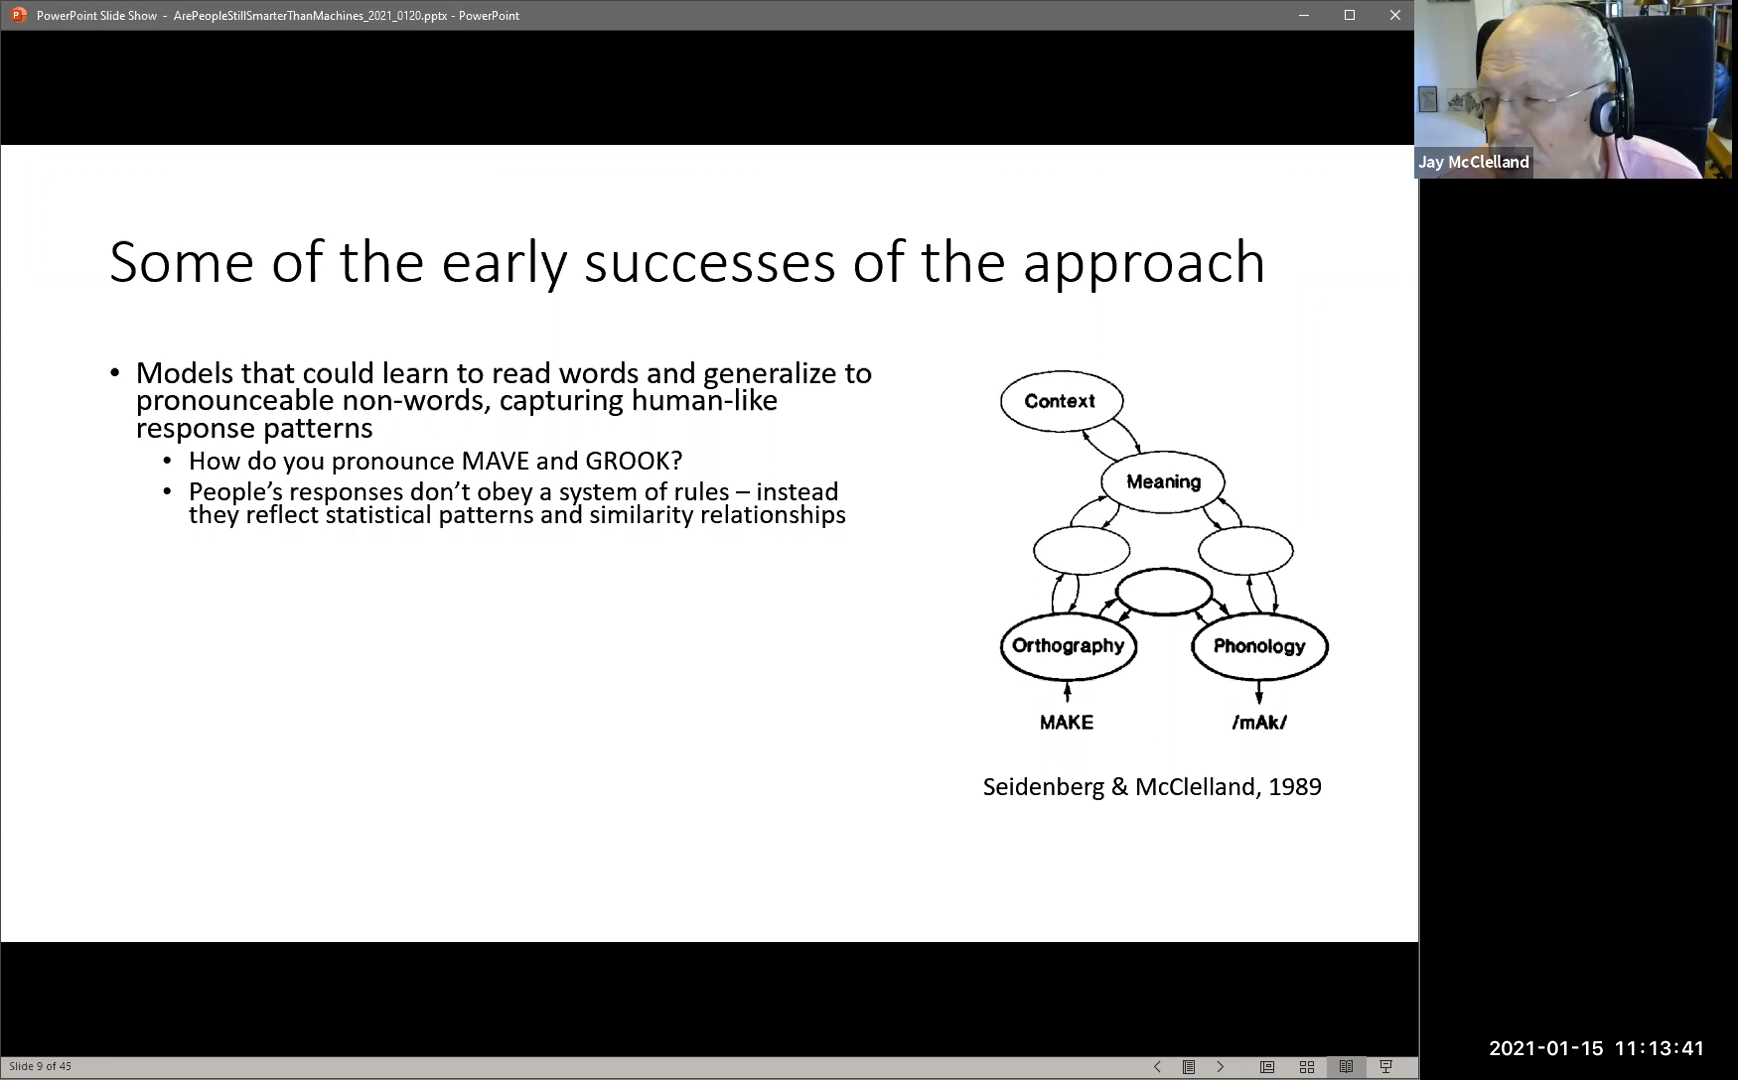 PowerPoint Slide Show - ArePeopleStillSmarterThanMachines_2021_0120.pptx - PowerPoint
Jay McClelland
Some of the early successes of the approach
• Models that could learn to read words and generalize to
pronounceable non-words, capturing human-like
response patterns
• How do you pronounce MAVE and GROOK?
• People's responses don't obey a system of rules – instead
they reflect statistical patterns and similarity relationships
Context
Meaning
Orthography
Phonology
MAKE
/mAk/
Seidenberg & McClelland, 1989
2021-01-15 11:13:41
Slide 9 of 45